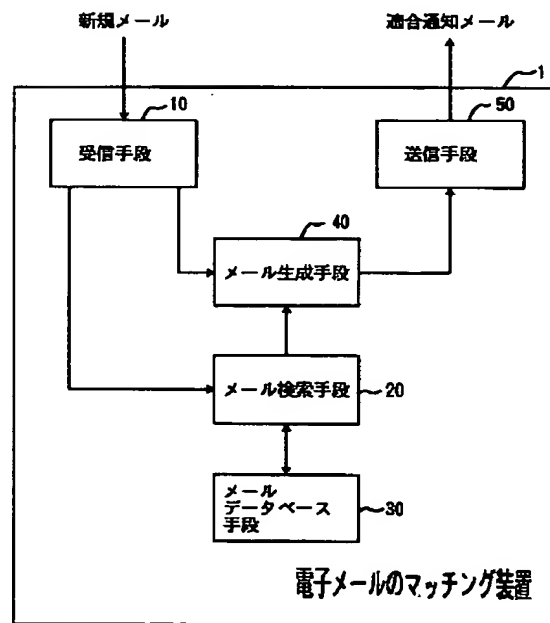 新規メール
適合通知メール
1
10
受信手段
50
送信手段
40
メール生成手段
メール検索手段
20
メール
データベース
手段
30
電子メールのマッチング装置